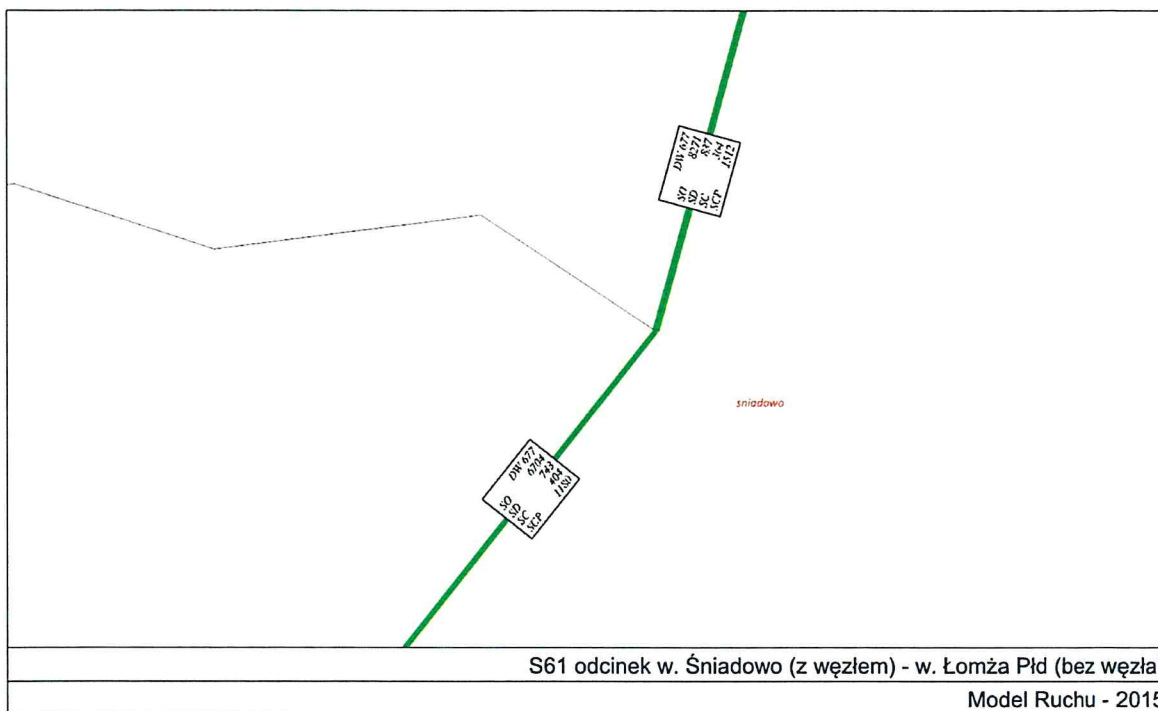 DW 677
SO 8271
SD 837
SC 364
SCP 1512
sniadowo
DW 677
SO 6704
SD 743
SC 404
SCP 1180
S61 odcinek w. Śniadowo (z węzłem) - w. Łomża Płd (bez węzła
Model Ruchu - 2015